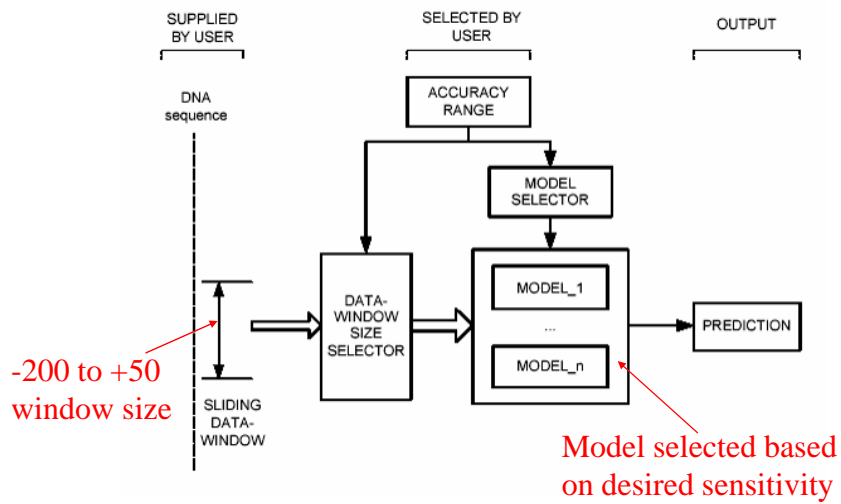 SUPPLIED
BY USER
SELECTED BY
USER
OUTPUT
DNA
sequence
ACCURACY
RANGE
MODEL
SELECTOR
DATA-
WINDOW
SIZE
SELECTOR
MODEL_1
...
MODEL_n
PREDICTION
-200 to +50
window size
SLIDING
DATA-
WINDOW
Model selected based
on desired sensitivity